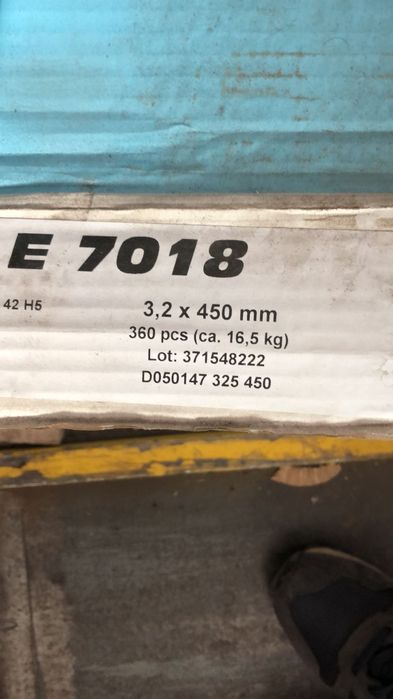 E 7018
42 H5
3,2 x 450 mm
360 pcs (ca. 16,5 kg)
Lot: 371548222
D050147 325 450